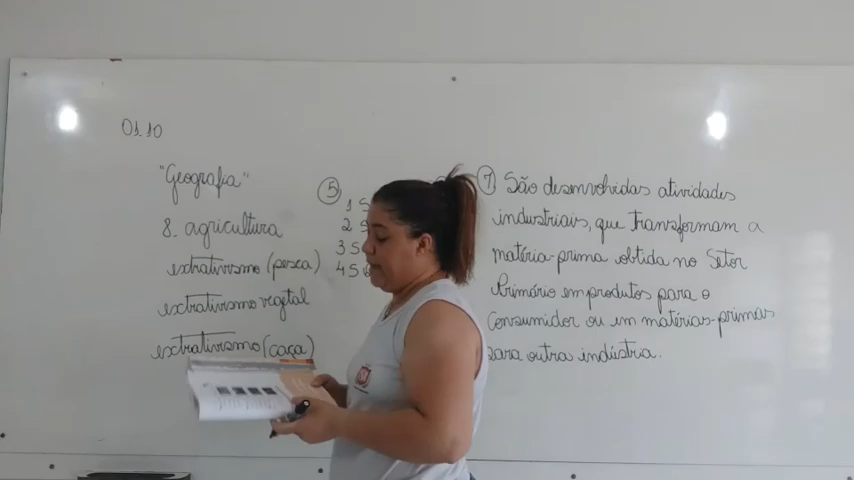 01.10
"Geografia"
8. agricultura
extrativismo (pesca)
extrativismo vegetal
extrativismo (caça)
5
1 S
2 S
3 S
4 S
7 São desenvolvidas atividades
industriais, que transformam a
matéria-prima obtida no Setor
Primário em produtos para o
Consumidor ou em matérias-primas
para outra indústria.